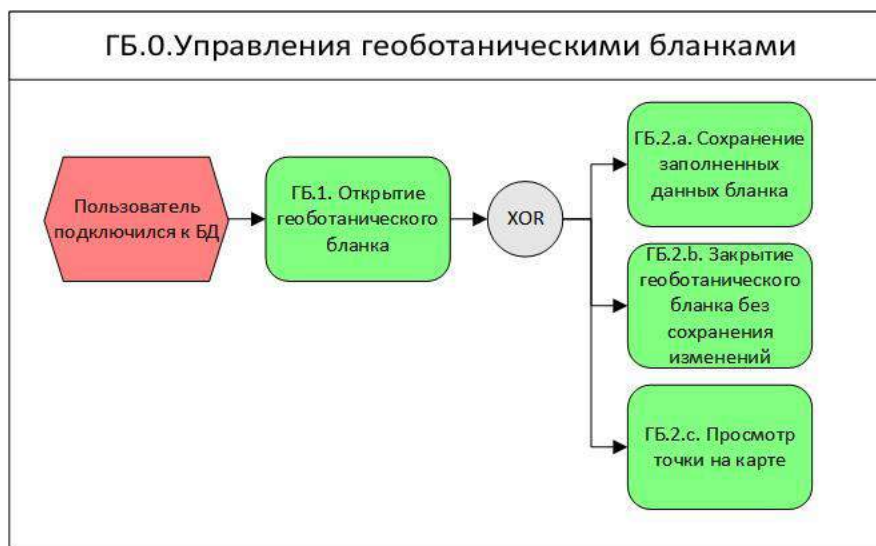 ГБ.0.Управления геоботаническими бланками
Пользователь
подключился к БД
ГБ.1. Открытие
геоботанического
бланка
XOR
ГБ.2.а. Сохранение
заполненных
данных бланка
ГБ.2.b. Закрытие
геоботанического
бланка без
сохранения
изменений
ГБ.2.с. Просмотр
точки на карте